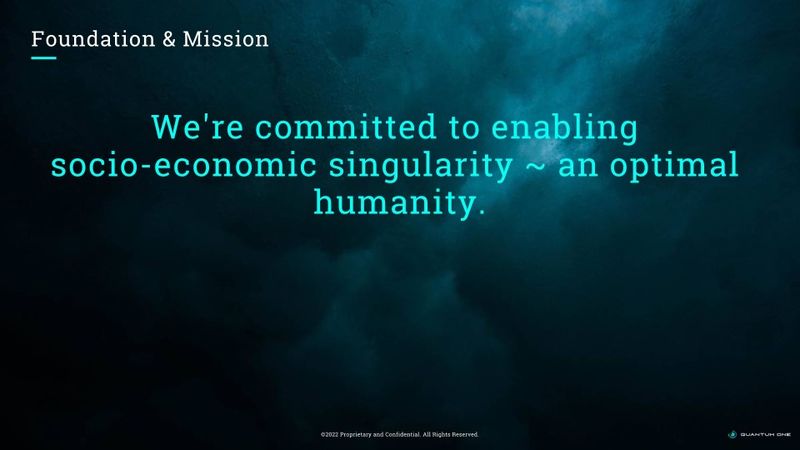 Foundation & Mission
We're committed to enabling
socio-economic singularity ~ an optimal
humanity.
©2022 Proprietary and Confidential. All Rights Reserved.
QUANTUM ONE